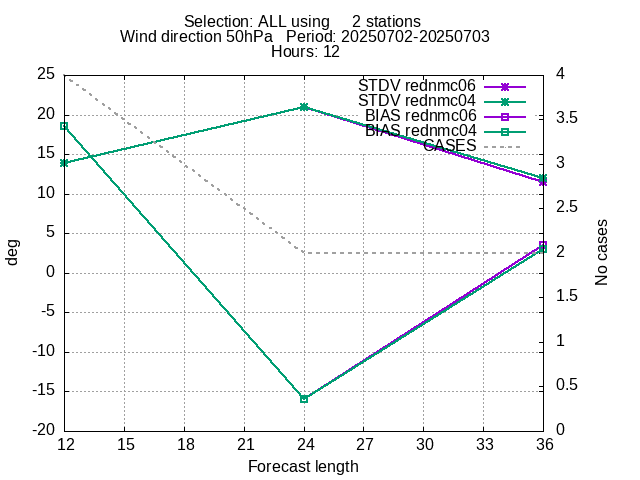 Selection: ALL using     2 stations
Wind direction 50hPa   Period: 20250702-20250703
Hours: 12
STDV rednmc06
STDV rednmc04
BIAS rednmc06
BIAS rednmc04
CASES
25
20
15
10
5
0
-5
-10
-15
-20
deg
4
3.5
3
2.5
2
1.5
1
0.5
0
No cases
12 15 18 21 24 27 30 33 36
Forecast length